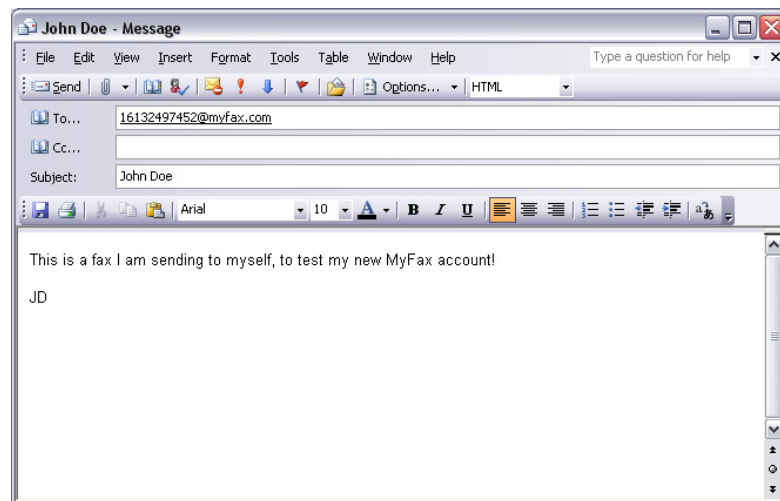 John Doe - Message
File Edit View Insert Format Tools Table Window Help Type a question for help
Send Options... HTML
To... 16132497452@myfax.com
Cc...
Subject: John Doe
Arial 10 A B I U
This is a fax I am sending to myself, to test my new MyFax account!
JD